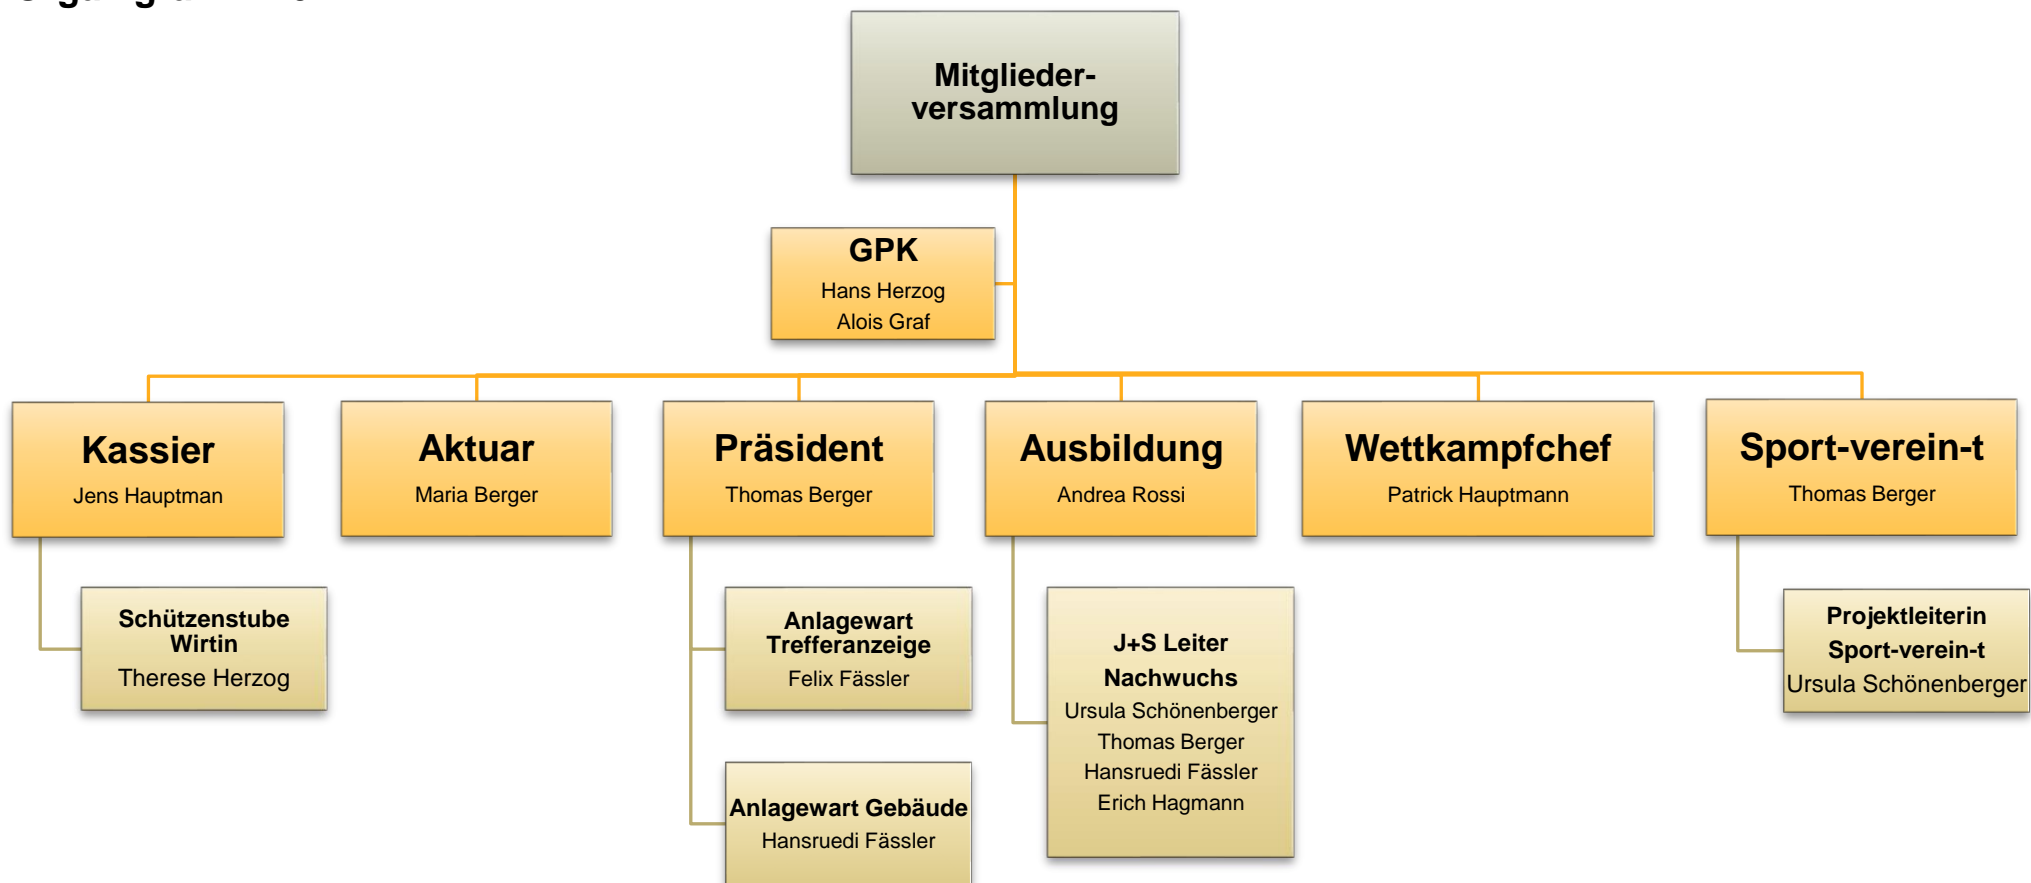 Mitglieder-
versammlung
GPK
Hans Herzog
Alois Graf
Kassier
Jens Hauptman
Aktuar
Maria Berger
Präsident
Thomas Berger
Ausbildung
Andrea Rossi
Wettkampfchef
Patrick Hauptmann
Sport-verein-t
Thomas Berger
Schützenstube
Wirtin
Therese Herzog
Anlagewart
Trefferanzeige
Felix Fässler
Anlagewart Gebäude
Hansruedi Fässler
J+S Leiter
Nachwuchs
Ursula Schönenberger
Thomas Berger
Hansruedi Fässler
Erich Hagmann
Projektleiterin
Sport-verein-t
Ursula Schönenberger